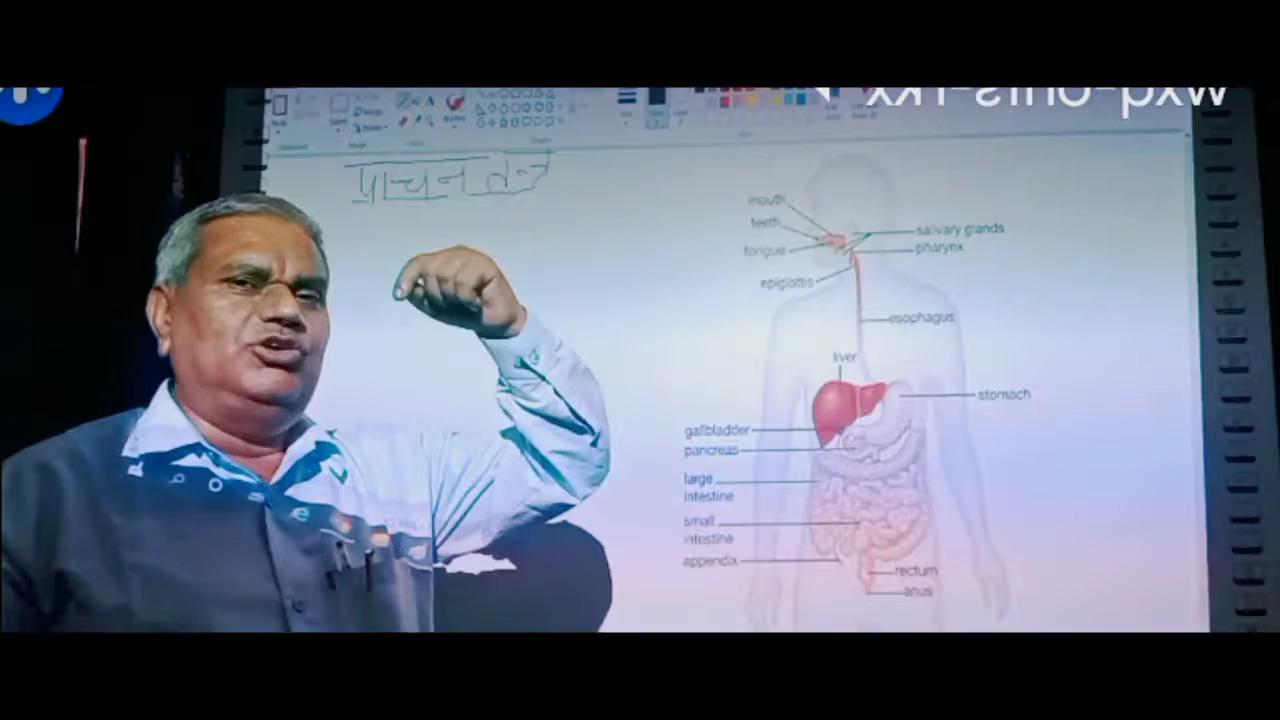 पाचन तन्त्र
mouth
teeth
tongue
salivary glands
pharynx
epiglottis
esophagus
liver
stomach
gallbladder
pancreas
large
intestine
small
intestine
appendix
rectum
anus